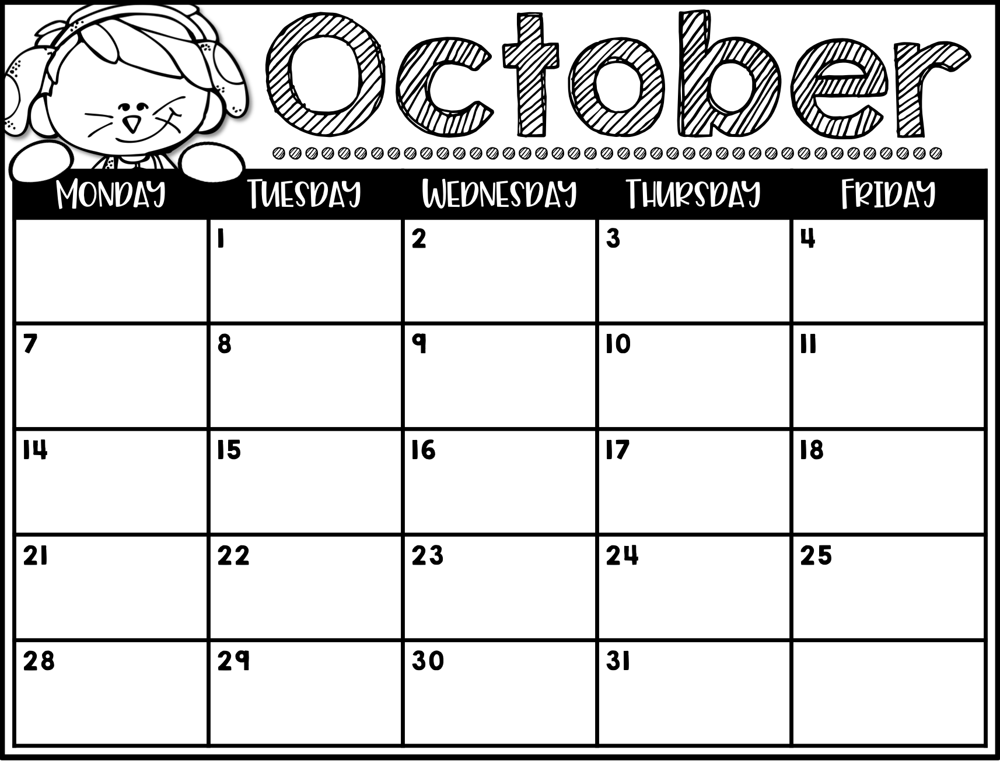 October
MONDAY TUESDAY WEDNESDAY THURSDAY FRIDAY
1 2 3 4
7 8 9 10 11
14 15 16 17 18
21 22 23 24 25
28 29 30 31